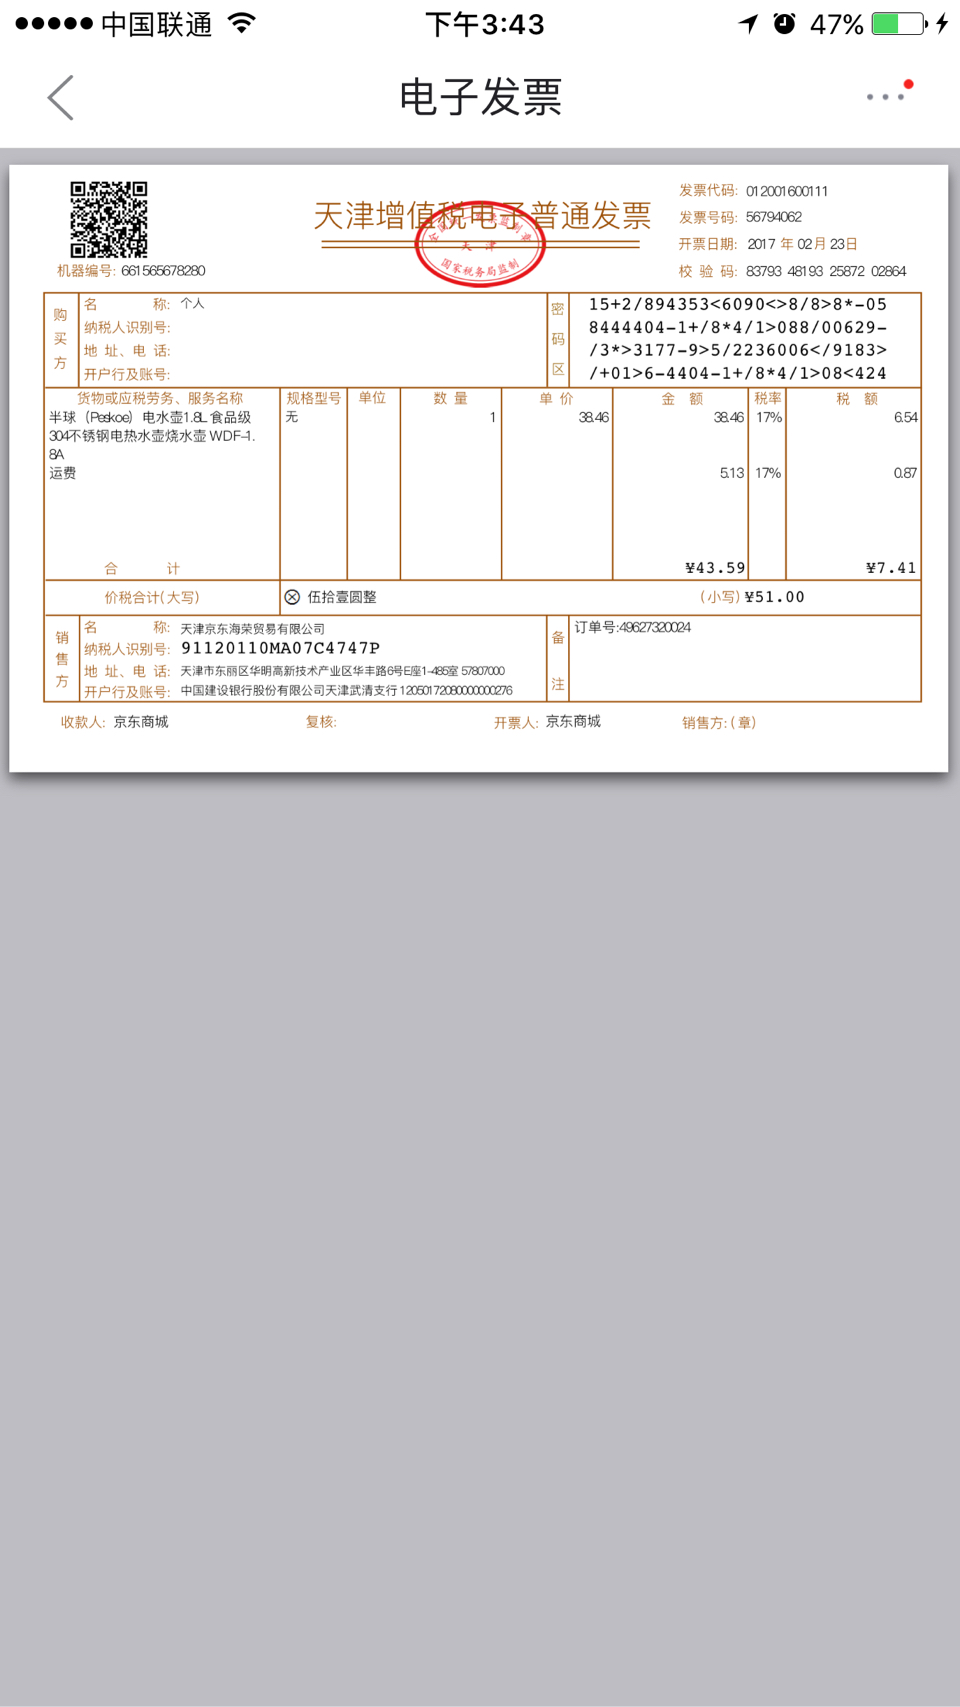 中国联通 下午3:43 47%
电子发票
天津增值税电子普通发票
全国统一发票监制章
天津
国家税务局监制
机器编号: 661565678280
发票代码: 012001600111
发票号码: 56794062
开票日期: 2017 年 02月 23日
校 验 码: 83793 48193 25872 02864
购买方
名 称: 个人
纳税人识别号:
地 址、电 话:
开户行及账号:
密码区
15+2/894353<6090<>8/8>8*-05
8444404-1+/8*4/1>088/00629-
/3*>3177-9>5/2236006</9183>
/+01>6-4404-1+/8*4/1>08<424
货物或应税劳务、服务名称 规格型号 单位 数 量 单 价 金 额 税率 税 额
半球（Peskoe）电水壶1.8L 食品级 无 1 38.46 38.46 17% 6.54
304不锈钢电热水壶烧水壶 WDF-1.
8A
运费 5.13 17% 0.87
合 计 ¥43.59 ¥7.41
价税合计(大写) ⊗ 伍拾壹圆整 (小写) ¥51.00
销售方
名 称: 天津京东海荣贸易有限公司
纳税人识别号: 91120110MA07C4747P
地 址、电 话: 天津市东丽区华明高新技术产业区华丰路6号E座1-485室 57807000
开户行及账号: 中国建设银行股份有限公司天津武清支行 12050172080000000276
备注
订单号:49627320024
收款人: 京东商城 复核: 开票人: 京东商城 销售方: (章)